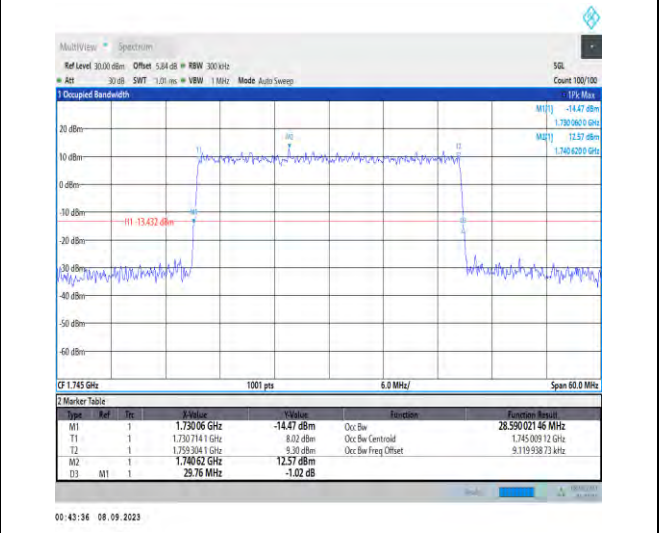 MultiView Spectrum
Ref Level 30.00 dBm Offset 5.84 dB RBW 300 kHz SGL
Att 30 dB SWT 1.01 ms VBW 1 MHz Mode Auto Sweep Count 100/100
1 Occupied Bandwidth 1Pk Max
M1[1] -14.47 dBm
1.730 060 0 GHz
M2[1] 12.57 dBm
1.740 620 0 GHz
20 dBm
M2
T1
T2
10 dBm
0 dBm
-10 dBm
M1
H1 -13.432 dBm
-20 dBm
-30 dBm
-40 dBm
-50 dBm
-60 dBm
CF 1.745 GHz 1001 pts 6.0 MHz/ Span 60.0 MHz
2 Marker Table
Type Ref Trc X-Value Y-Value Function Function Result
M1 1 1.730 06 GHz -14.47 dBm Occ Bw 28.590 021 46 MHz
T1 1 1.730 714 1 GHz 8.02 dBm Occ Bw Centroid 1.745 009 12 GHz
T2 1 1.759 304 1 GHz 9.30 dBm Occ Bw Freq Offset 9.119 938 73 kHz
M2 1 1.740 62 GHz 12.57 dBm
D3 M1 1 29.76 MHz -1.02 dB
00:43:36 08.09.2023